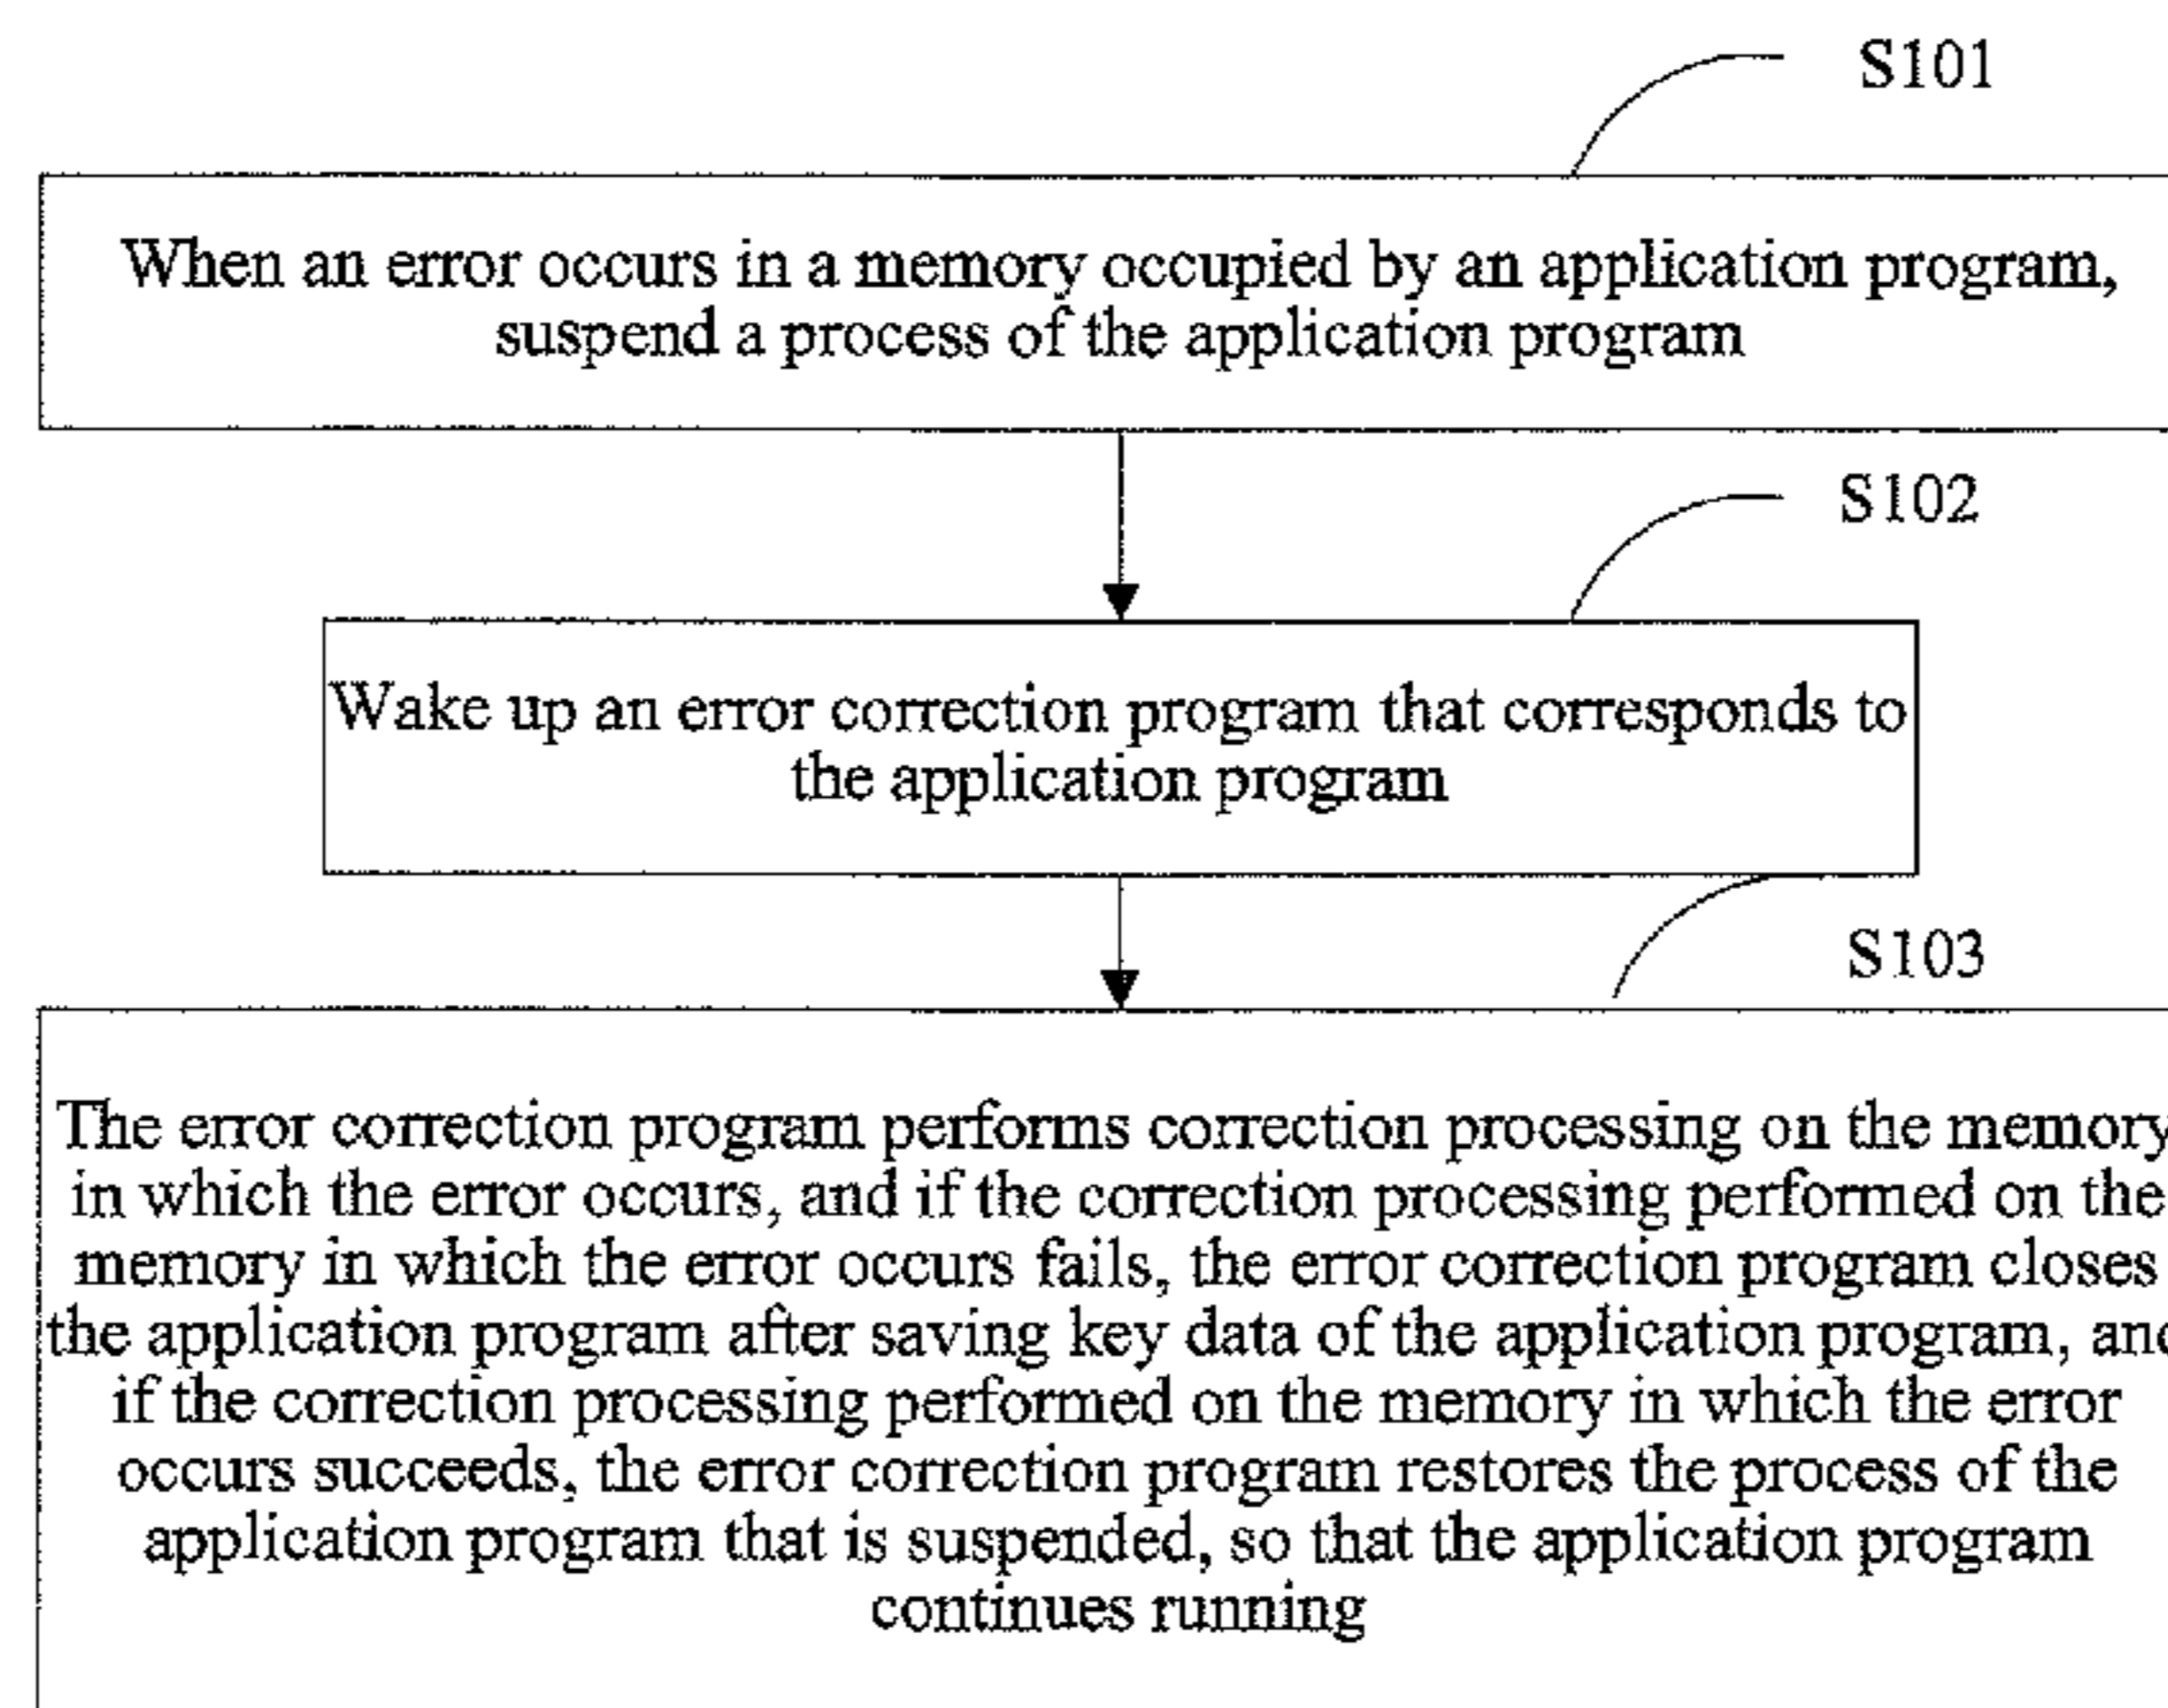 S101
When an error occurs in a memory occupied by an application program,
suspend a process of the application program
S102
Wake up an error correction program that corresponds to
the application program
S103
The error correction program performs correction processing on the memory
in which the error occurs, and if the correction processing performed on the
memory in which the error occurs fails, the error correction program closes
the application program after saving key data of the application program, and
if the correction processing performed on the memory in which the error
occurs succeeds, the error correction program restores the process of the
application program that is suspended, so that the application program
continues running